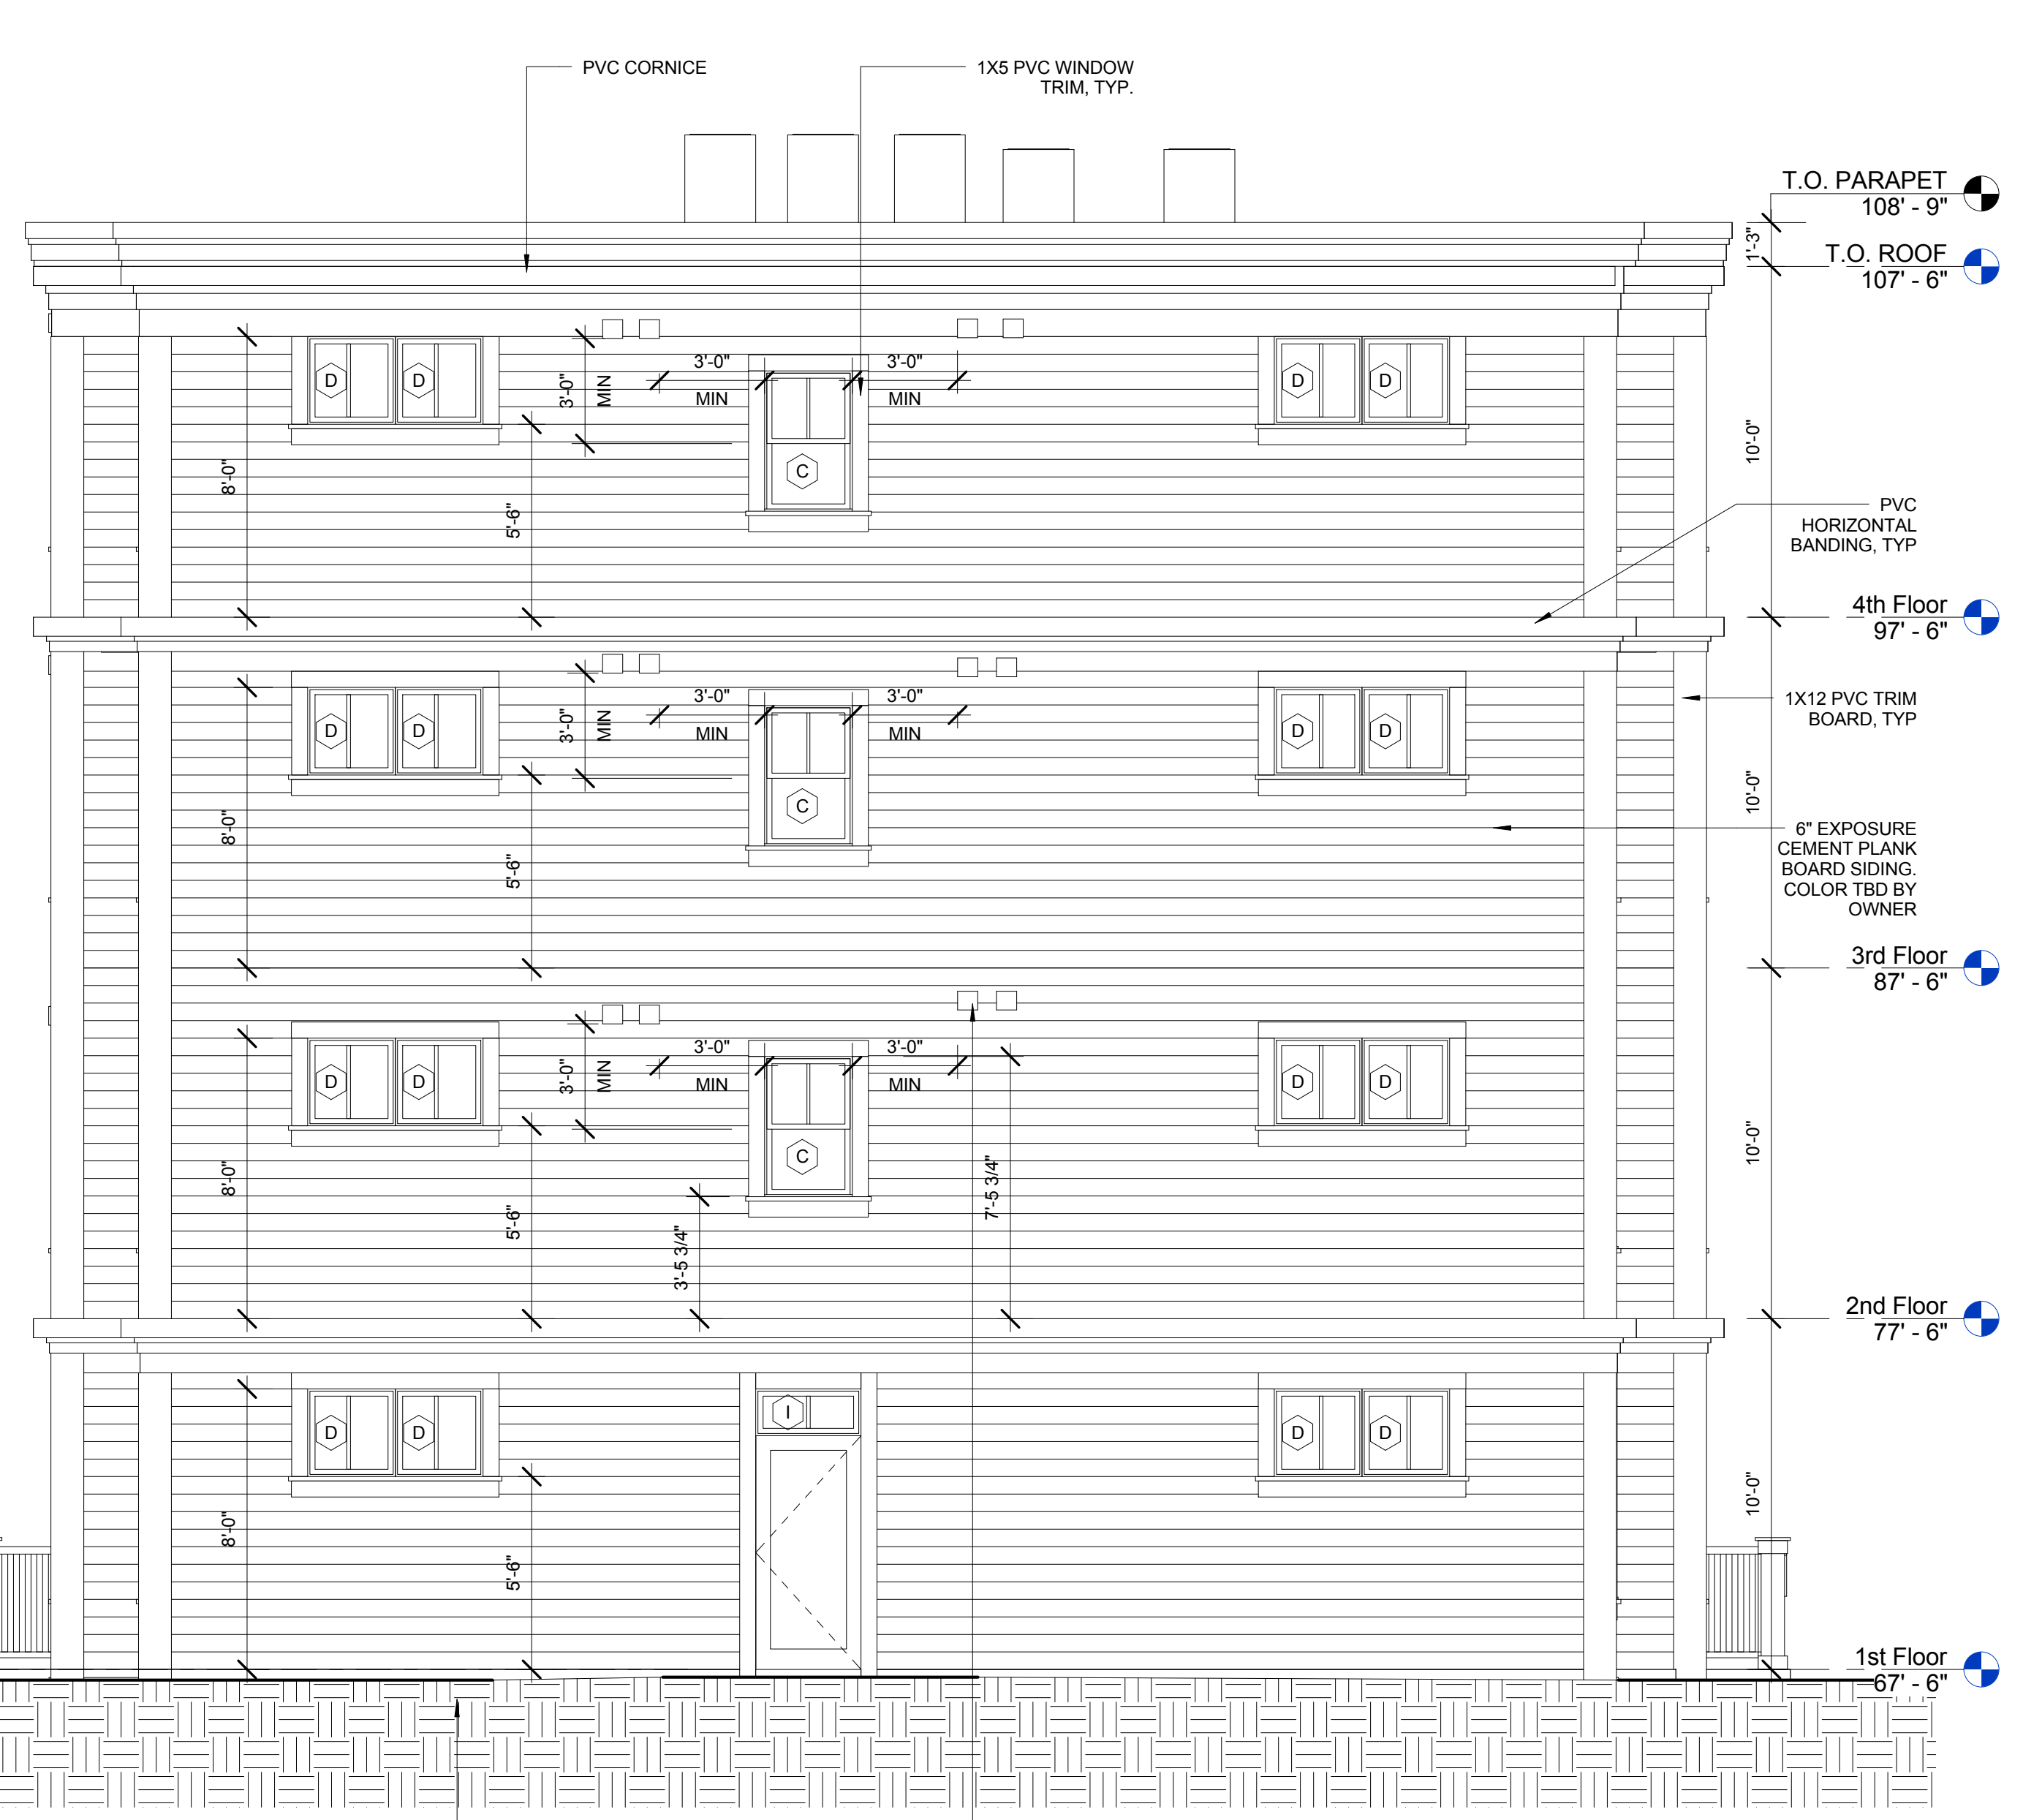 PVC CORNICE
1X5 PVC WINDOW
TRIM, TYP.
T.O. PARAPET
108' - 9"
1'-3"
T.O. ROOF
107' - 6"
D
D
3'-0"
MIN
3'-0"
MIN
3'-0"
MIN
D
D
C
8'-0"
5'-6"
10'-0"
PVC
HORIZONTAL
BANDING, TYP
4th Floor
97' - 6"
D
D
3'-0"
MIN
3'-0"
MIN
3'-0"
MIN
D
D
C
8'-0"
5'-6"
10'-0"
1X12 PVC TRIM
BOARD, TYP
6" EXPOSURE
CEMENT PLANK
BOARD SIDING.
COLOR TBD BY
OWNER
3rd Floor
87' - 6"
D
D
3'-0"
MIN
3'-0"
MIN
3'-0"
MIN
D
D
C
8'-0"
5'-6"
3'-5 3/4"
7'-5 3/4"
10'-0"
2nd Floor
77' - 6"
D
D
I
D
D
8'-0"
5'-6"
10'-0"
1st Floor
67' - 6"